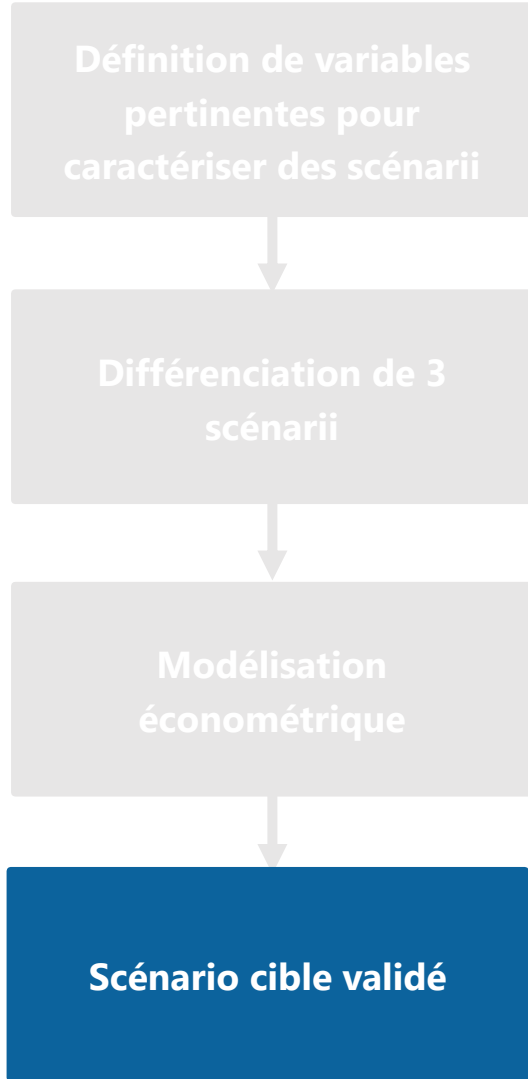 Définition de variables
pertinentes pour
caractériser des scénarii
Différenciation de 3
scénarii
Modélisation
économétrique
Scénario cible validé